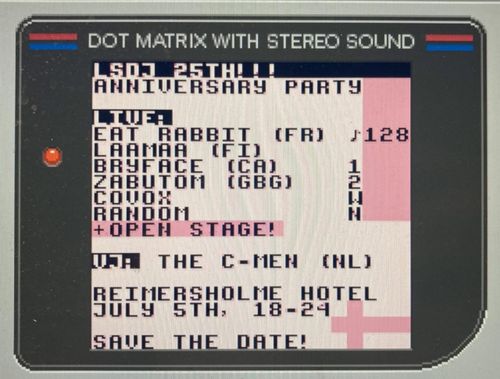 DOT MATRIX WITH STEREO SOUND
LSDJ 25TH!!!
ANNIVERSARY PARTY
LIVE:
EAT RABBIT (FR) ♪128
LAAMAA (FI)
BRYFACE (CA) 1
ZABUTOM (GBG) 2
COVOX W
RANDOM N
+OPEN STAGE!
VJ: THE C-MEN (NL)
REIMERSHOLME HOTEL
JULY 5TH, 18-24
SAVE THE DATE!